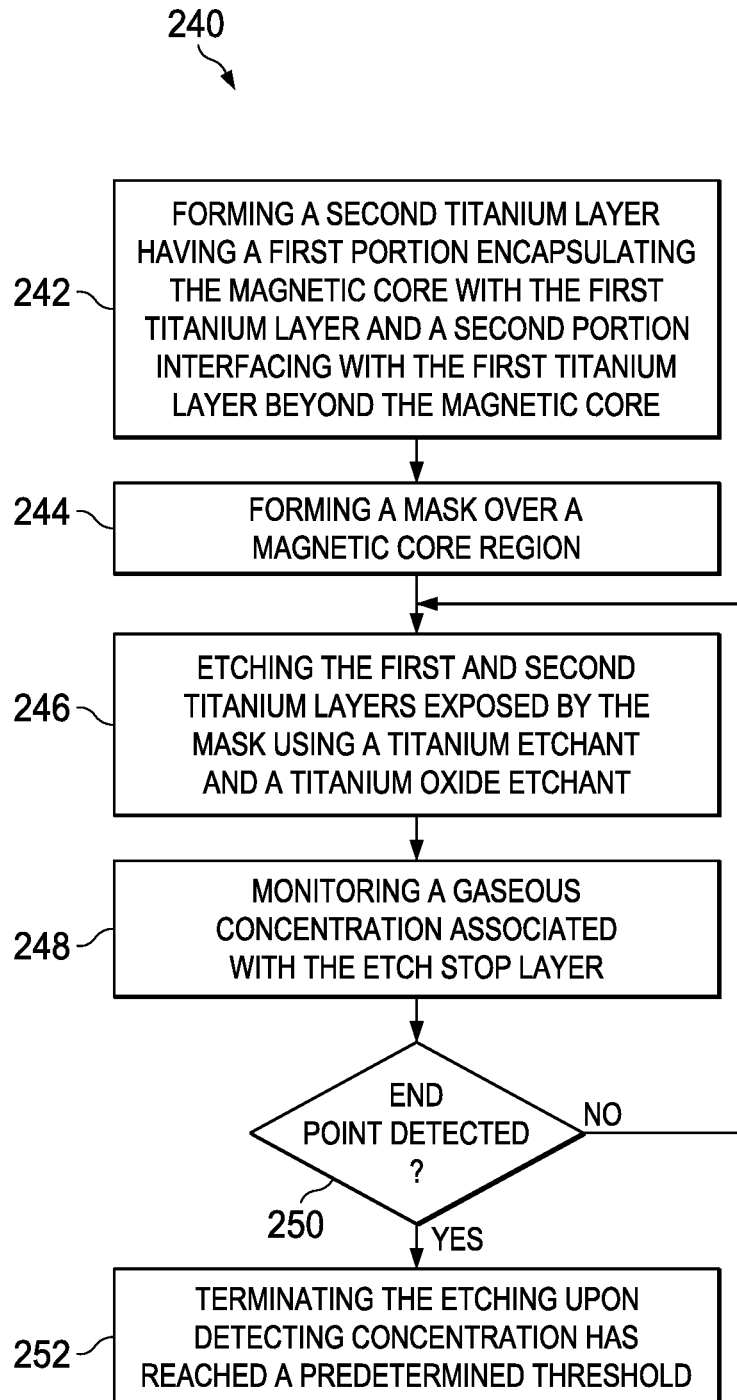 240
242
FORMING A SECOND TITANIUM LAYER
HAVING A FIRST PORTION ENCAPSULATING
THE MAGNETIC CORE WITH THE FIRST
TITANIUM LAYER AND A SECOND PORTION
INTERFACING WITH THE FIRST TITANIUM
LAYER BEYOND THE MAGNETIC CORE
244
FORMING A MASK OVER A
MAGNETIC CORE REGION
246
ETCHING THE FIRST AND SECOND
TITANIUM LAYERS EXPOSED BY THE
MASK USING A TITANIUM ETCHANT
AND A TITANIUM OXIDE ETCHANT
248
MONITORING A GASEOUS
CONCENTRATION ASSOCIATED
WITH THE ETCH STOP LAYER
END
POINT DETECTED
?
NO
250
YES
252
TERMINATING THE ETCHING UPON
DETECTING CONCENTRATION HAS
REACHED A PREDETERMINED THRESHOLD